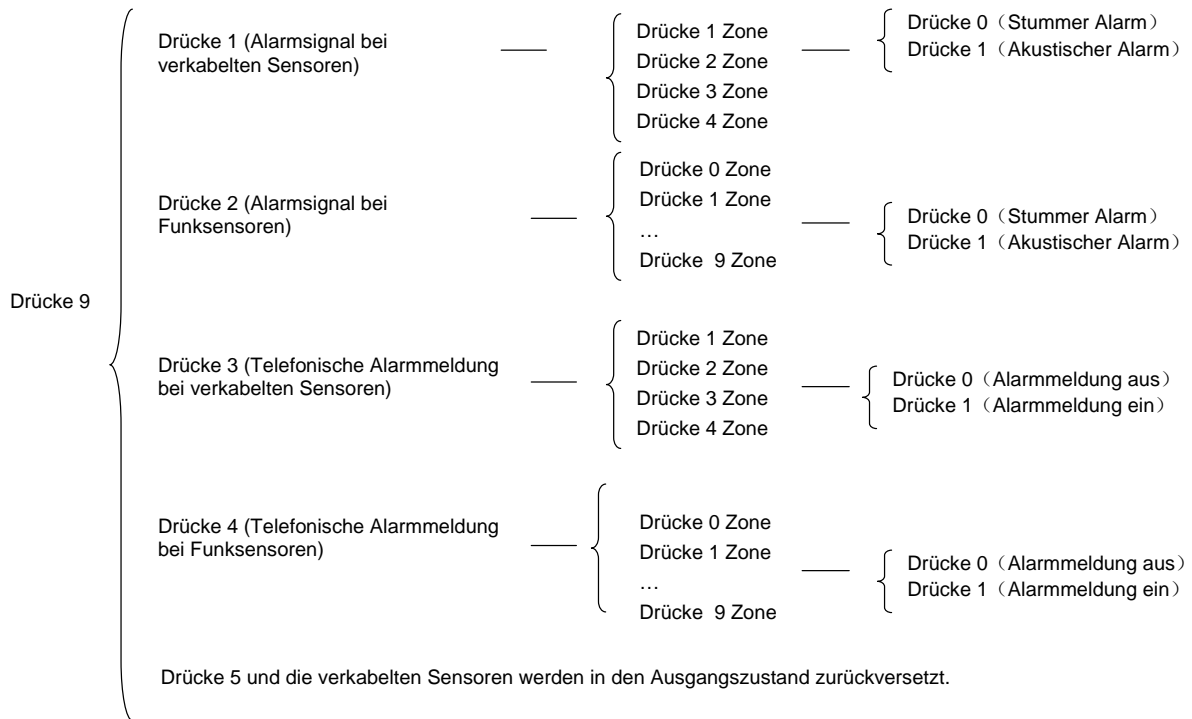 Drücke 9
Drücke 1 (Alarmsignal bei
verkabelten Sensoren)
Drücke 1 Zone
Drücke 2 Zone
Drücke 3 Zone
Drücke 4 Zone
Drücke 0（Stummer Alarm）
Drücke 1（Akustischer Alarm）
Drücke 2 (Alarmsignal bei
Funksensoren)
Drücke 0 Zone
Drücke 1 Zone
…
Drücke  9 Zone
Drücke 0（Stummer Alarm）
Drücke 1（Akustischer Alarm）
Drücke 3 (Telefonische Alarmmeldung
bei verkabelten Sensoren)
Drücke 1 Zone
Drücke 2 Zone
Drücke 3 Zone
Drücke 4 Zone
Drücke 0（Alarmmeldung aus）
Drücke 1（Alarmmeldung ein）
Drücke 4 (Telefonische Alarmmeldung
bei Funksensoren)
Drücke 0 Zone
Drücke 1 Zone
…
Drücke  9 Zone
Drücke 0（Alarmmeldung aus）
Drücke 1（Alarmmeldung ein）
Drücke 5 und die verkabelten Sensoren werden in den Ausgangszustand zurückversetzt.